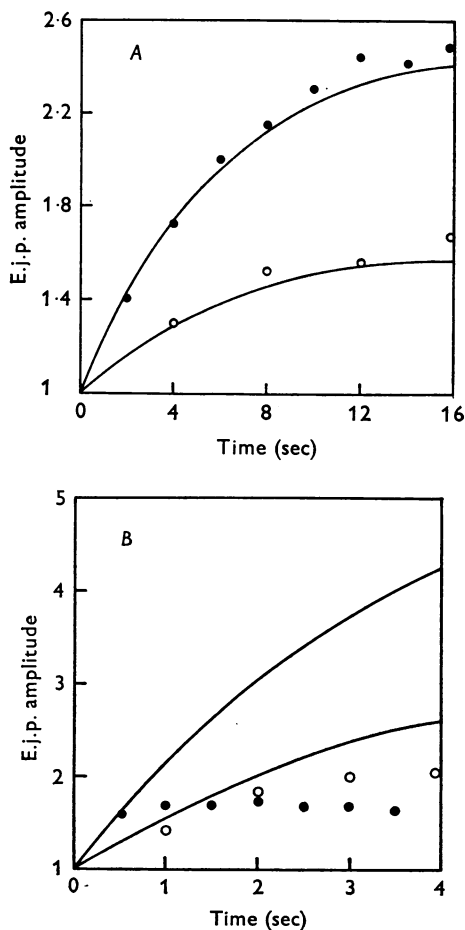 2·6
A
2·2
1·8
1·4
1
E.j.p. amplitude
0 4 8 12 16
Time (sec)
5
B
4
3
2
1
E.j.p. amplitude
0 1 2 3 4
Time (sec)